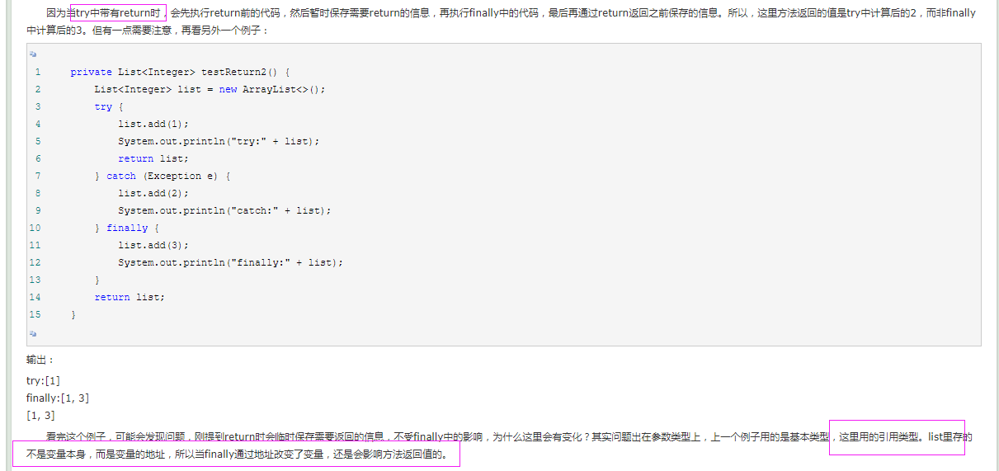 因为当try中带有return时，会先执行return前的代码，然后暂时保存需要return的信息，再执行finally中的代码，最后再通过return返回之前保存的信息。所以，这里方法返回的值是try中计算后的2，而非finally
中计算后的3。但有一点需要注意，再看另外一个例子：
1 private List<Integer> testReturn2() {
2 List<Integer> list = new ArrayList<>();
3 try {
4 list.add(1);
5 System.out.println("try:" + list);
6 return list;
7 } catch (Exception e) {
8 list.add(2);
9 System.out.println("catch:" + list);
10 } finally {
11 list.add(3);
12 System.out.println("finally:" + list);
13 }
14 return list;
15 }
输出：
try:[1]
finally:[1, 3]
[1, 3]
看完这个例子，可能会发现问题，刚提到return时会临时保存需要返回的信息，不受finally中的影响，为什么这里会有变化？其实问题出在参数类型上，上一个例子用的是基本类型，这里用的引用类型。list里存的
不是变量本身，而是变量的地址，所以当finally通过地址改变了变量，还是会影响方法返回值的。